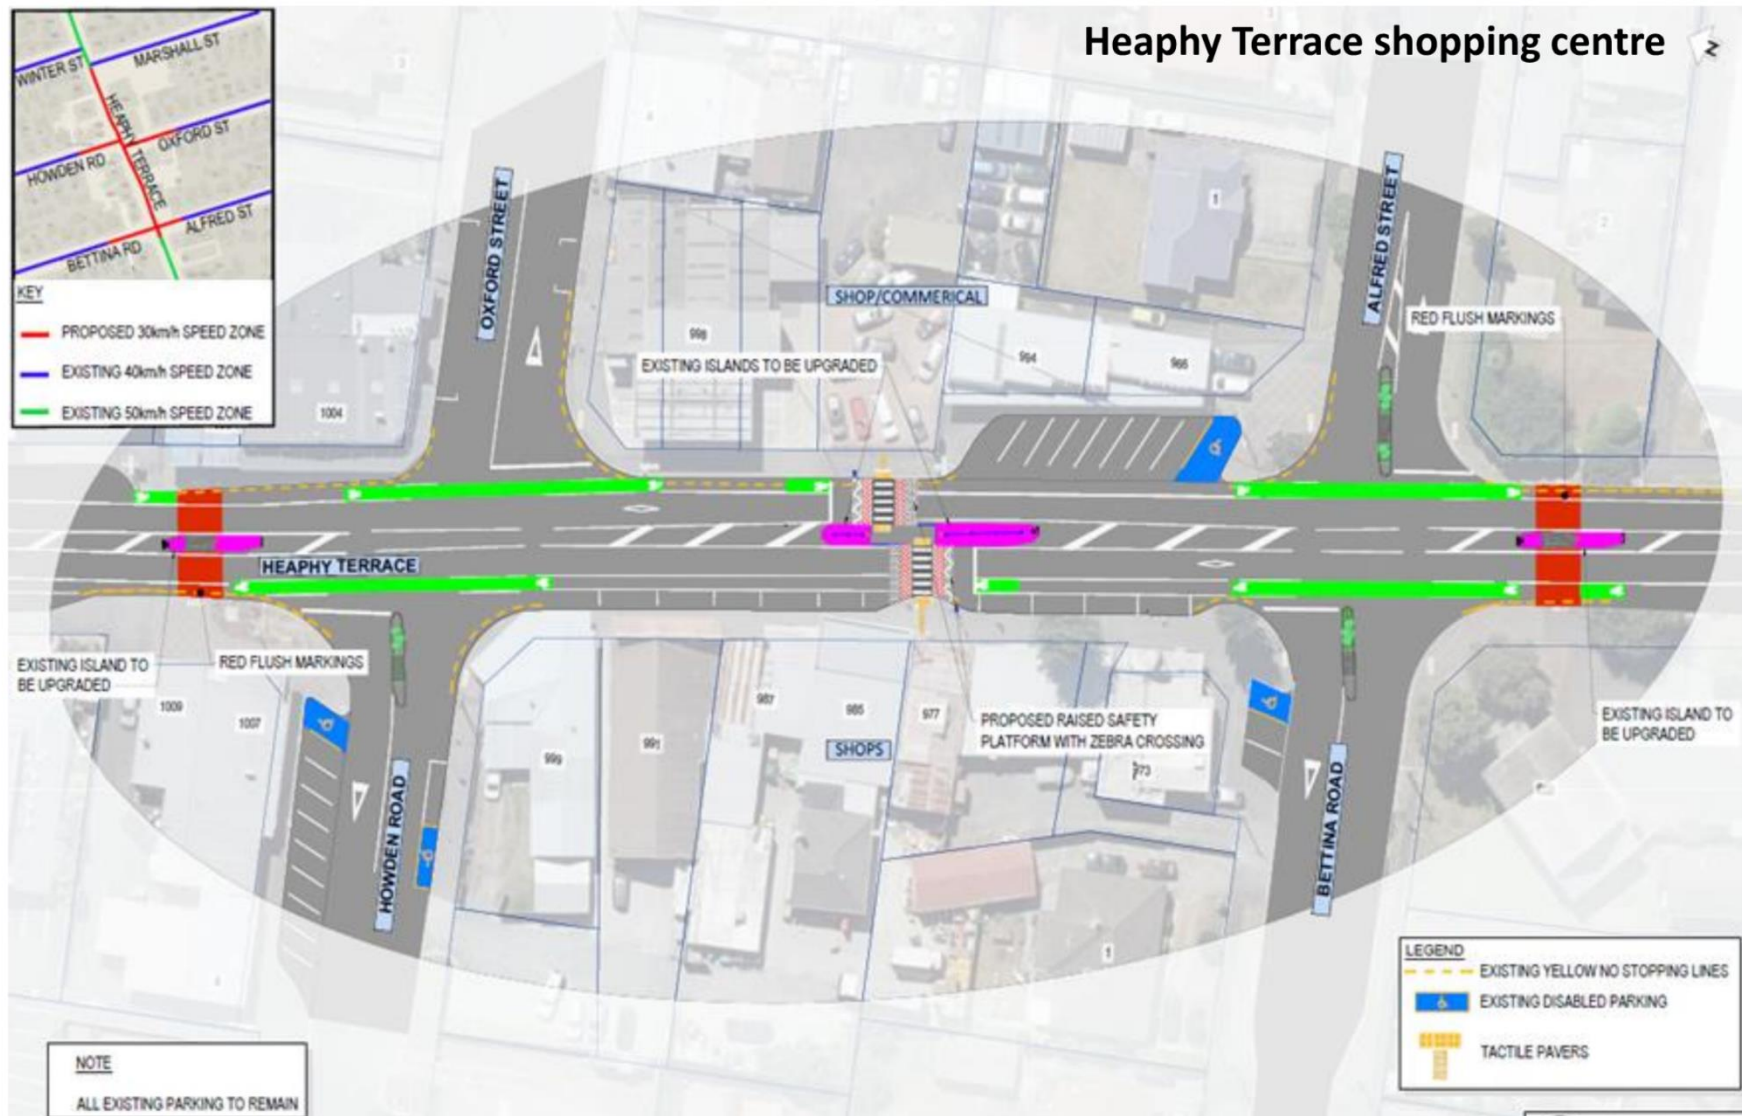 Heaphy Terrace shopping centre
N
WINTER ST
MARSHALL ST
HEAPHY TERRACE
OXFORD ST
HOWDEN RD
ALFRED ST
BETTINA RD
KEY
PROPOSED 30km/h SPEED ZONE
EXISTING 40km/h SPEED ZONE
EXISTING 50km/h SPEED ZONE
OXFORD STREET
ALFRED STREET
1
2
SHOP/COMMERICAL
RED FLUSH MARKINGS
998
994
966
EXISTING ISLANDS TO BE UPGRADED
1004
HEAPHY TERRACE
EXISTING ISLAND TO
BE UPGRADED
RED FLUSH MARKINGS
1009
1007
999
991
987
985
977
SHOPS
PROPOSED RAISED SAFETY
PLATFORM WITH ZEBRA CROSSING
973
EXISTING ISLAND TO
BE UPGRADED
HOWDEN ROAD
BETTINA ROAD
1
LEGEND
EXISTING YELLOW NO STOPPING LINES
EXISTING DISABLED PARKING
TACTILE PAVERS
NOTE
ALL EXISTING PARKING TO REMAIN